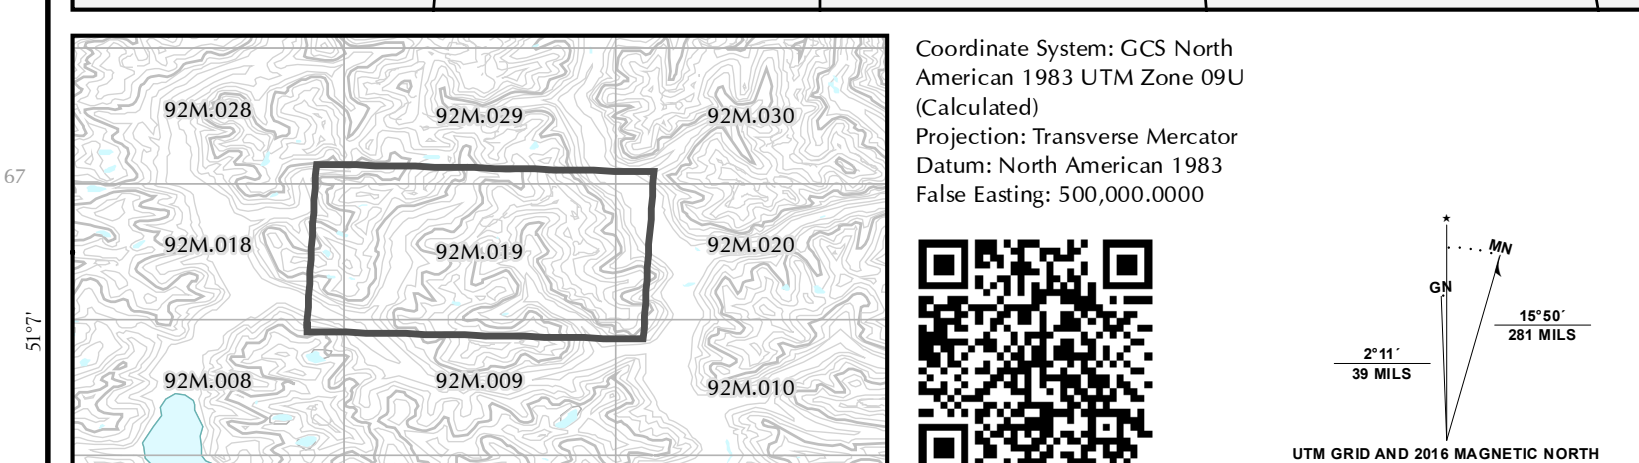 92M.028
92M.029
92M.030
67
92M.018
92M.019
92M.020
51°7'
92M.008
92M.009
92M.010
Coordinate System: GCS North
American 1983 UTM Zone 09U
(Calculated)
Projection: Transverse Mercator
Datum: North American 1983
False Easting: 500,000.0000
MN
GN
15°50´
281 MILS
2°11´
39 MILS
UTM GRID AND 2016 MAGNETIC NORTH